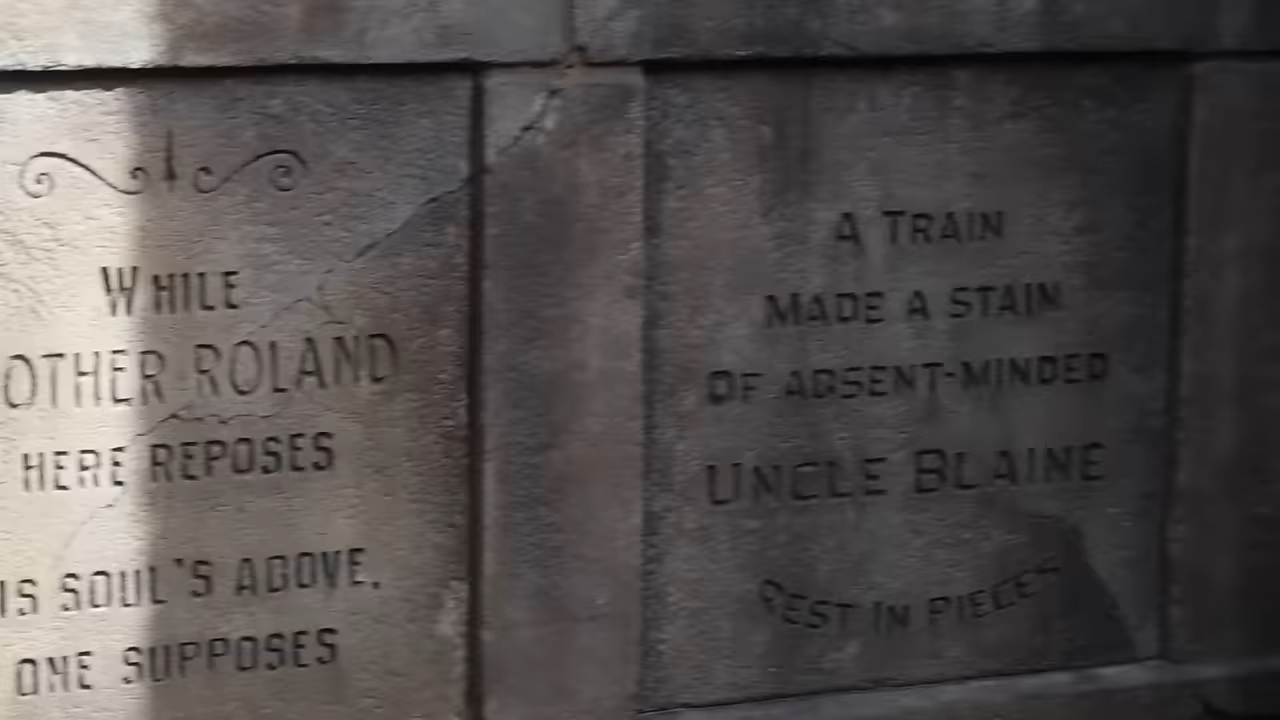 WHILE
OTHER ROLAND
HERE REPOSES
IS SOUL'S ABOVE,
ONE SUPPOSES
A TRAIN
MADE A STAIN
OF ABSENT-MINDED
UNCLE BLAINE
REST IN PIECES